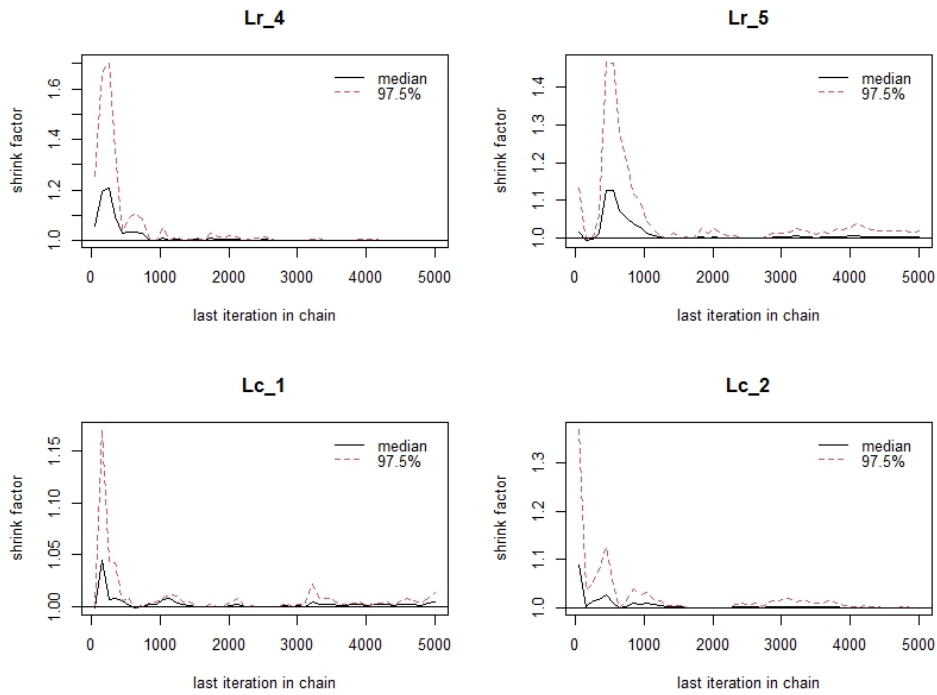 Lr_4
shrink factor
1.0 1.2 1.4 1.6
median
97.5%
0 1000 2000 3000 4000 5000
last iteration in chain
Lr_5
shrink factor
1.0 1.1 1.2 1.3 1.4
median
97.5%
0 1000 2000 3000 4000 5000
last iteration in chain
Lc_1
shrink factor
1.00 1.05 1.10 1.15
median
97.5%
0 1000 2000 3000 4000 5000
last iteration in chain
Lc_2
shrink factor
1.0 1.1 1.2 1.3
median
97.5%
0 1000 2000 3000 4000 5000
last iteration in chain